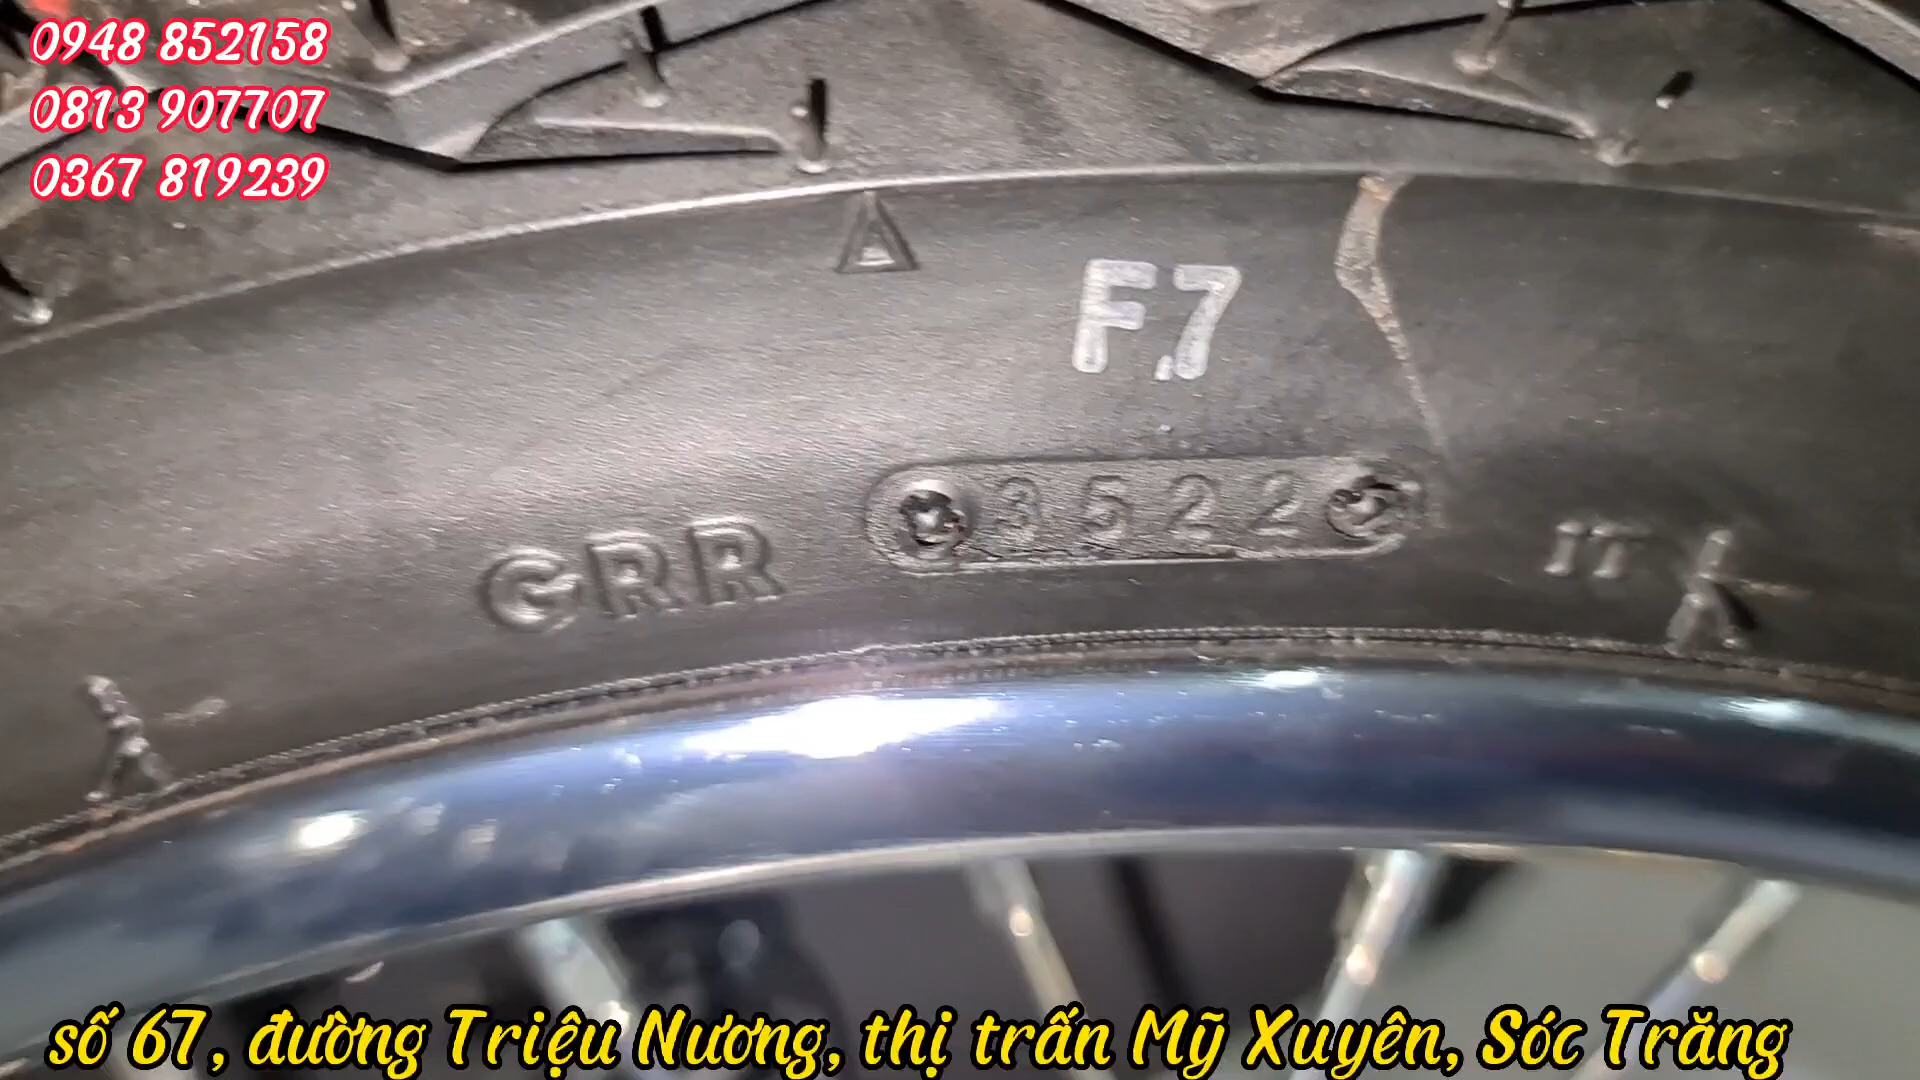 0948 852158
0813 907707
0367 819239
F.7
GRR 3522
số 67, đường Triệu Nương, thị trấn Mỹ Xuyên, Sóc Trăng